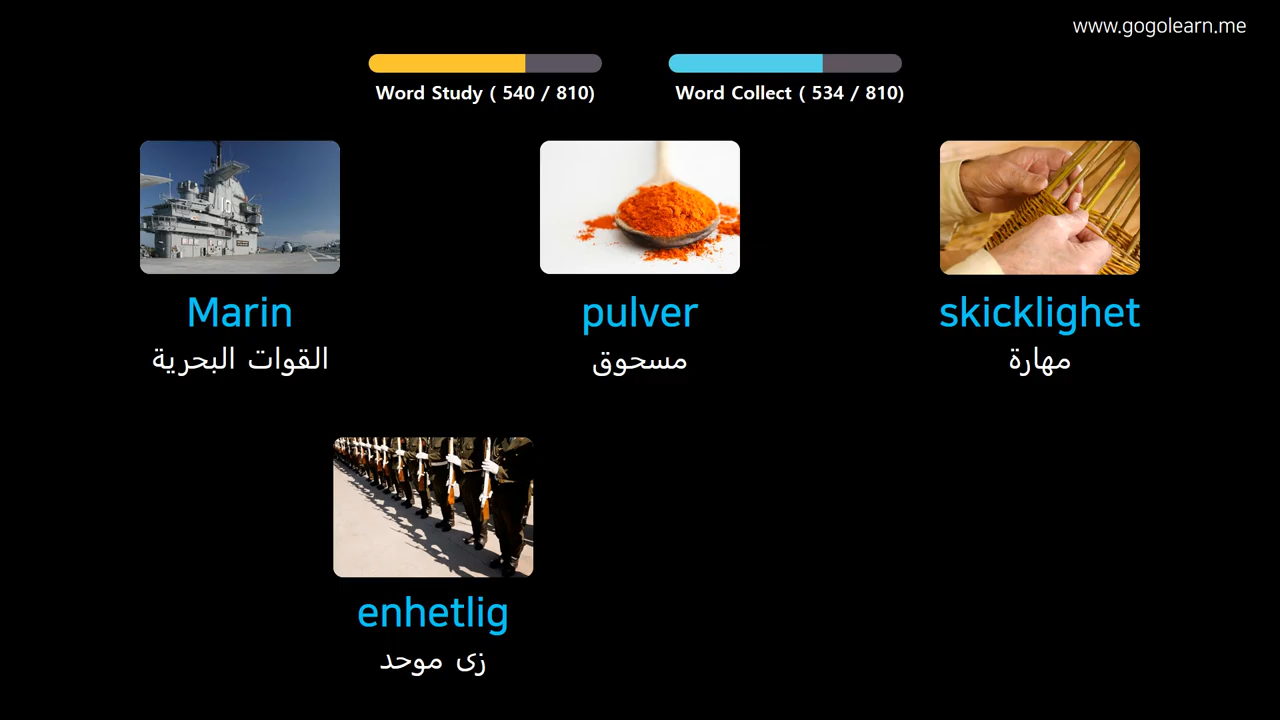 www.gogolearn.me
Word Study ( 540 / 810)
Word Collect ( 534 / 810)
Marin
القوات البحرية
pulver
مسحوق
skicklighet
مهارة
enhetlig
زى موحد